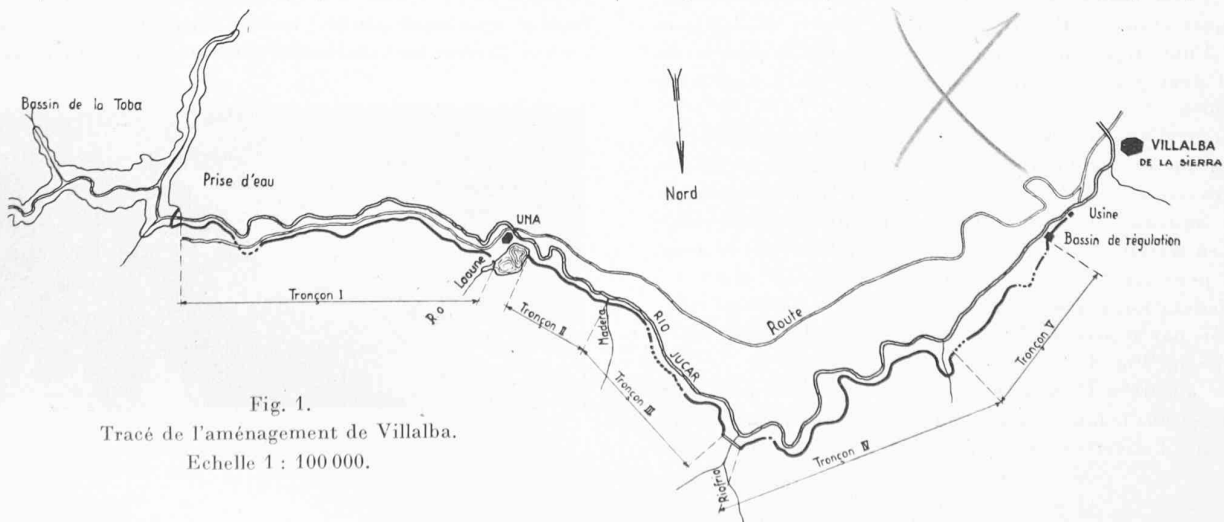 Bassin de la Toba
Prise d'eau
Nord
VILLALBA
DE LA SIERRA
Usine
Bassin de régulation
UNA
Laoune
R.o
Tronçon I
Tronçon II
Madera
RIO
JUCAR
Route
Tronçon III
Tronçon V
Tronçon IV
Riofrio
Fig. 1.
Tracé de l'aménagement de Villalba.
Echelle 1 : 100 000.